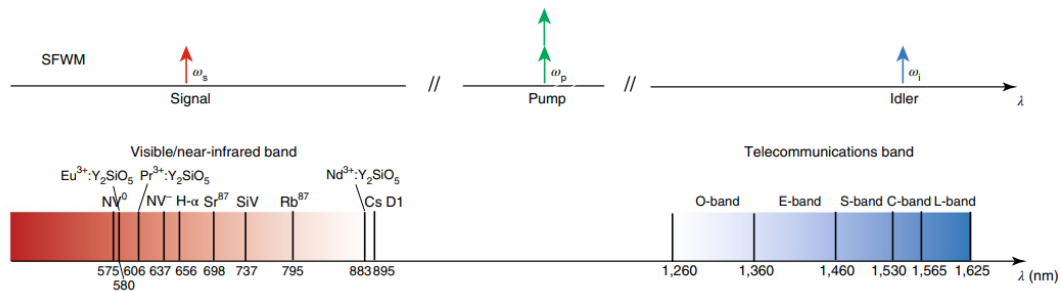 SFWM
ωs
//
ωp
//
ωi
Signal
Pump
Idler
λ
Visible/near-infrared band
Telecommunications band
Eu³⁺:Y₂SiO₅
Pr³⁺:Y₂SiO₅
Nd³⁺:Y₂SiO₅
NV⁰
NV⁻
H-α
Sr⁸⁷
SiV
Rb⁸⁷
Cs D1
O-band
E-band
S-band
C-band
L-band
575
606
637
656
698
737
795
883
895
1,260
1,360
1,460
1,530
1,565
1,625
λ (nm)
580